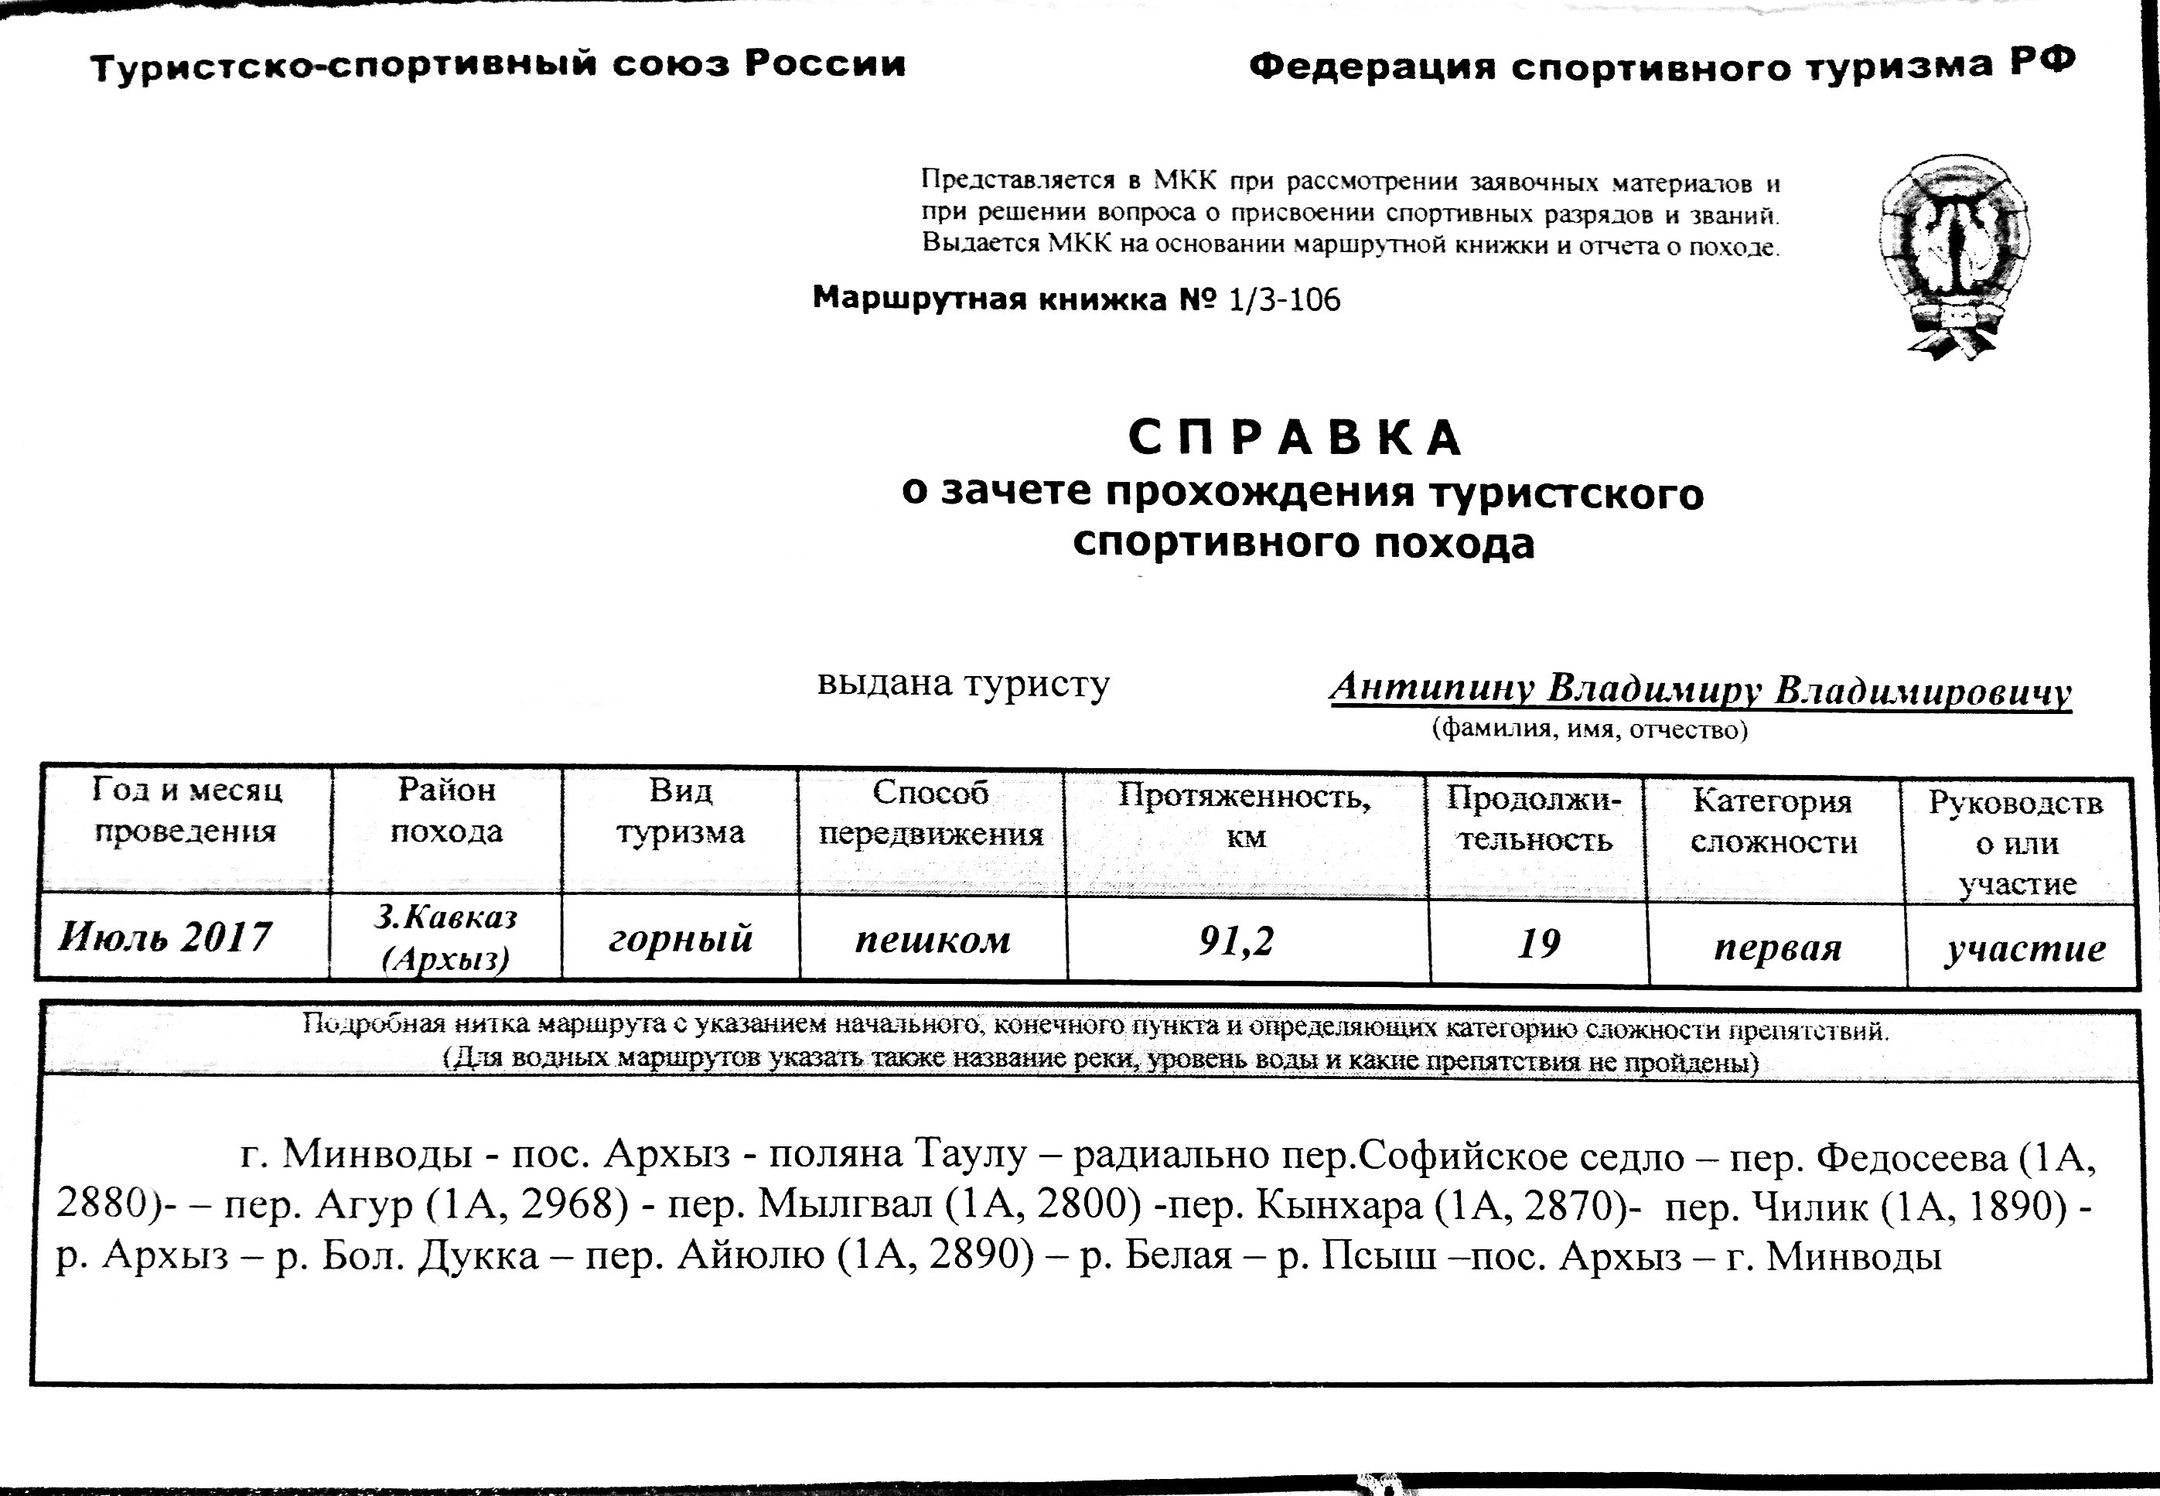 Туристско-спортивный союз России
Федерация спортивного туризма РФ
Представляется в МКК при рассмотрении заявочных материалов и
при решении вопроса о присвоении спортивных разрядов и званий.
Выдается МКК на основании маршрутной книжки и отчета о походе.
Маршрутная книжка № 1/3-106
СПРАВКА
о зачете прохождения туристского
спортивного похода
выдана туристу
Антипину Владимиру Владимировичу
(фамилия, имя, отчество)
Год и месяц
проведения
Район
похода
Вид
туризма
Способ
передвижения
Протяженность,
км
Продолжи-
тельность
Категория
сложности
Руководств
о или
участие
Июль 2017
З.Кавказ
(Архыз)
горный
пешком
91,2
19
первая
участие
Подробная нитка маршрута с указанием начального, конечного пункта и определяющих категорию сложности препятствий.
(Для водных маршрутов указать также название реки, уровень воды и какие препятствия не пройдены)
г. Минводы - пос. Архыз - поляна Таулу – радиально пер.Софийское седло – пер. Федосеева (1А,
2880)- – пер. Агур (1А, 2968) - пер. Мылгвал (1А, 2800) -пер. Кынхара (1А, 2870)- пер. Чилик (1А, 1890) -
р. Архыз – р. Бол. Дукка – пер. Айюлю (1А, 2890) – р. Белая – р. Псыш –пос. Архыз – г. Минводы